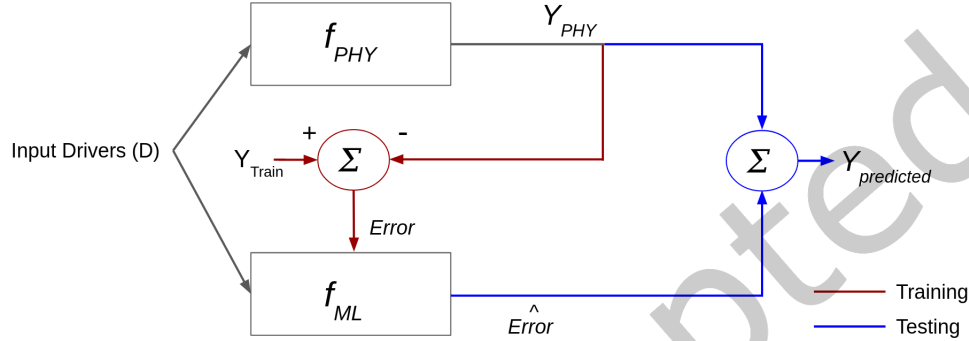 Y_PHY
f_PHY
Input Drivers (D)
+
-
Y_Train
Σ
Σ
Y_predicted
Error
f_ML
^
Error
Training
Testing
pted